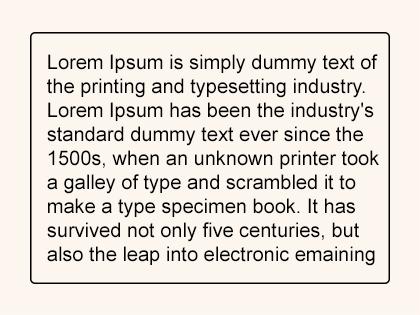 Lorem Ipsum is simply dummy text of
the printing and typesetting industry.
Lorem Ipsum has been the industry's
standard dummy text ever since the
1500s, when an unknown printer took
a galley of type and scrambled it to
make a type specimen book. It has
survived not only five centuries, but
also the leap into electronic emaining